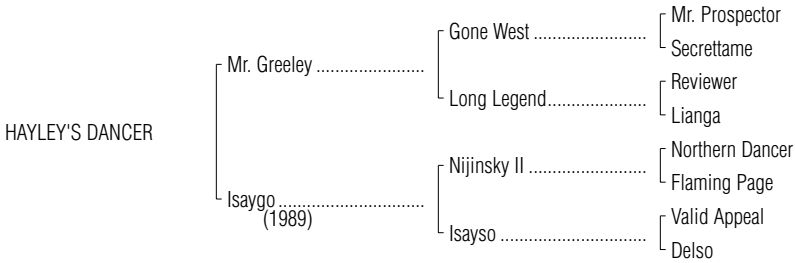 Mr. Prospector
Gone West ........................
Secrettame
Mr. Greeley .......................
Reviewer
Long Legend.....................
Lianga
HAYLEY'S DANCER
Northern Dancer
Nijinsky II .........................
Flaming Page
Isaygo ...............................
(1989)
Valid Appeal
Isayso ...............................
Delso